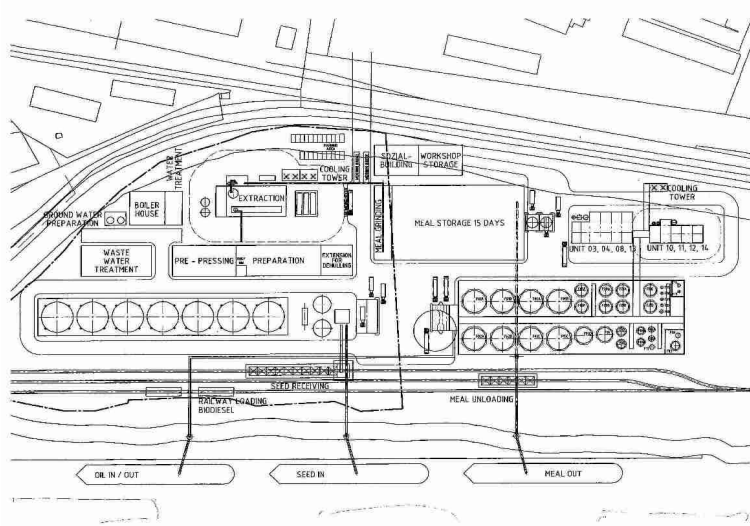 SOZIAL-
BUILDING
WORKSHOP
STORAGE
WATER
TREATMENT
COOLING
TOWER
EXTRACTION
COOLING
TOWER
BOILER
HOUSE
GROUND WATER
PREPARATION
MEAL GRINDING
MEAL STORAGE 15 DAYS
UNIT 03, 04, 08, 13
UNIT 10, 11, 12, 14
WASTE
WATER
TREATMENT
PRE - PRESSING
PREPARATION
EXTENSION
FOR
DEHULLING
SEED RECEIVING
RAILWAY LOADING
BIODIESEL
MEAL UNLOADING
OIL IN / OUT
SEED IN
MEAL OUT